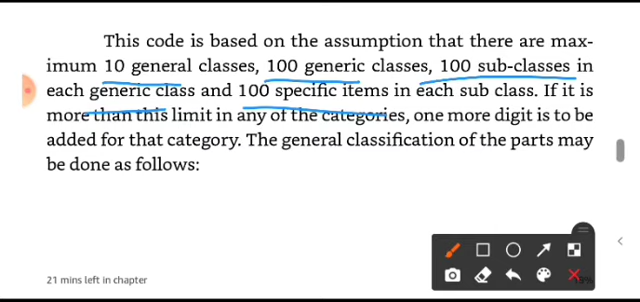 This code is based on the assumption that there are max-
imum 10 general classes, 100 generic classes, 100 sub-classes in
each generic class and 100 specific items in each sub class. If it is
more than this limit in any of the categories, one more digit is to be
added for that category. The general classification of the parts may
be done as follows:
21 mins left in chapter